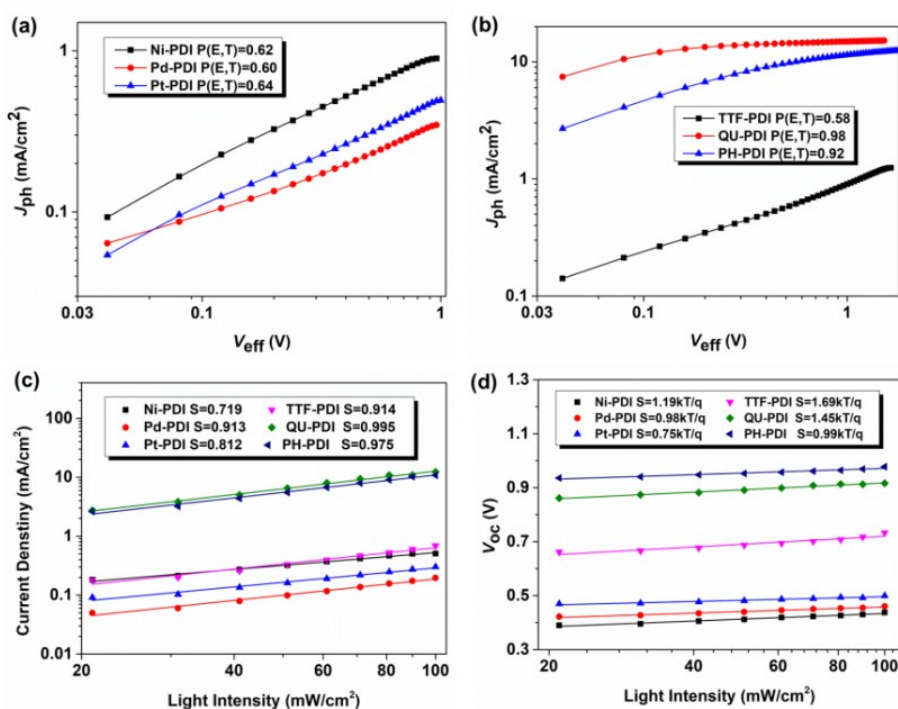 (a)
Ni-PDI P(E,T)=0.62
Pd-PDI P(E,T)=0.60
Pt-PDI P(E,T)=0.64
1
0.1
0.03
0.1
1
Jph (mA/cm²)
Veff (V)
(b)
TTF-PDI P(E,T)=0.58
QU-PDI P(E,T)=0.98
PH-PDI P(E,T)=0.92
10
1
0.1
0.03
0.1
1
Jph (mA/cm²)
Veff (V)
(c)
Ni-PDI S=0.719 TTF-PDI S=0.914
Pd-PDI S=0.913 QU-PDI S=0.995
Pt-PDI S=0.812 PH-PDI S=0.975
100
10
1
0.1
0.01
20
40
60
80
100
Current Denstiny (mA/cm²)
Light Intensity (mW/cm²)
(d)
Ni-PDI S=1.19kT/q TTF-PDI S=1.69kT/q
Pd-PDI S=0.98kT/q QU-PDI S=1.45kT/q
Pt-PDI S=0.75kT/q PH-PDI S=0.99kT/q
1.3
1.1
0.9
0.7
0.5
0.3
20
40
60
80
100
Voc (V)
Light Intensity (mW/cm²)